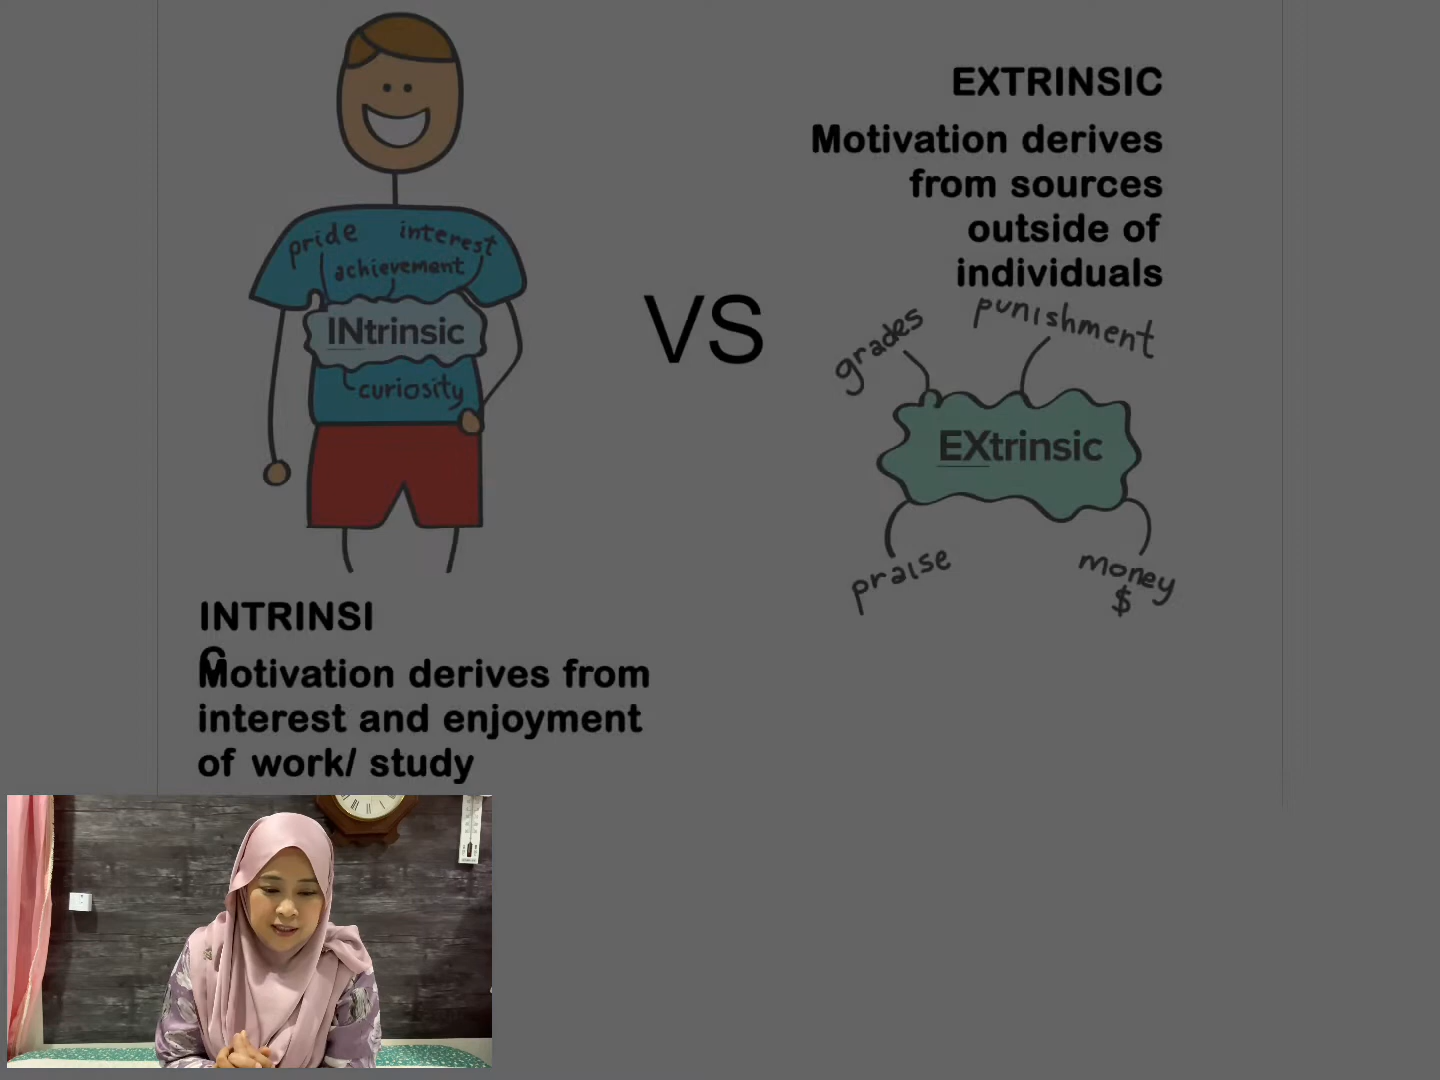 pride interest
achievement
INtrinsic
curiosity
INTRINSI
C
Motivation derives from
interest and enjoyment
of work/ study
VS
EXTRINSIC
Motivation derives
from sources
outside of
individuals
grades punishment
EXtrinsic
praise money
$